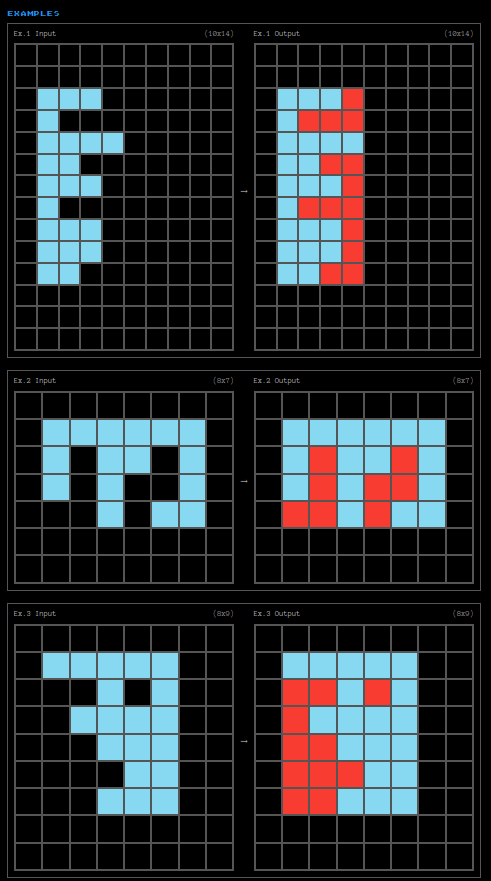 EXAMPLES
Ex.1 Input (10x14) Ex.1 Output (10x14)
→
Ex.2 Input (8x7) Ex.2 Output (8x7)
→
Ex.3 Input (8x9) Ex.3 Output (8x9)
→